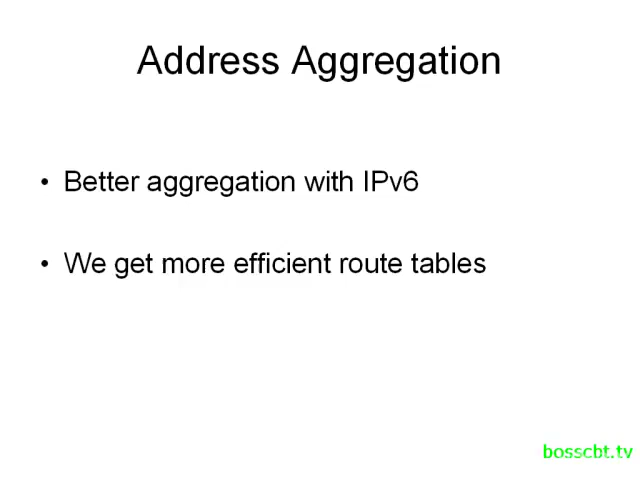 Address Aggregation
• Better aggregation with IPv6
• We get more efficient route tables
bosscbt.tv